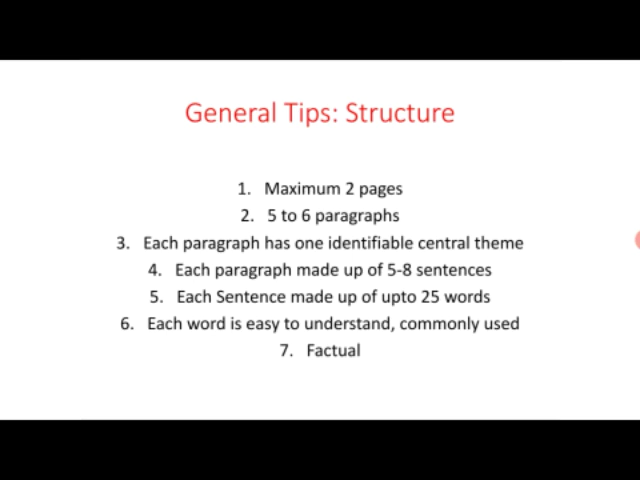 General Tips: Structure
1. Maximum 2 pages
2. 5 to 6 paragraphs
3. Each paragraph has one identifiable central theme
4. Each paragraph made up of 5-8 sentences
5. Each Sentence made up of upto 25 words
6. Each word is easy to understand, commonly used
7. Factual